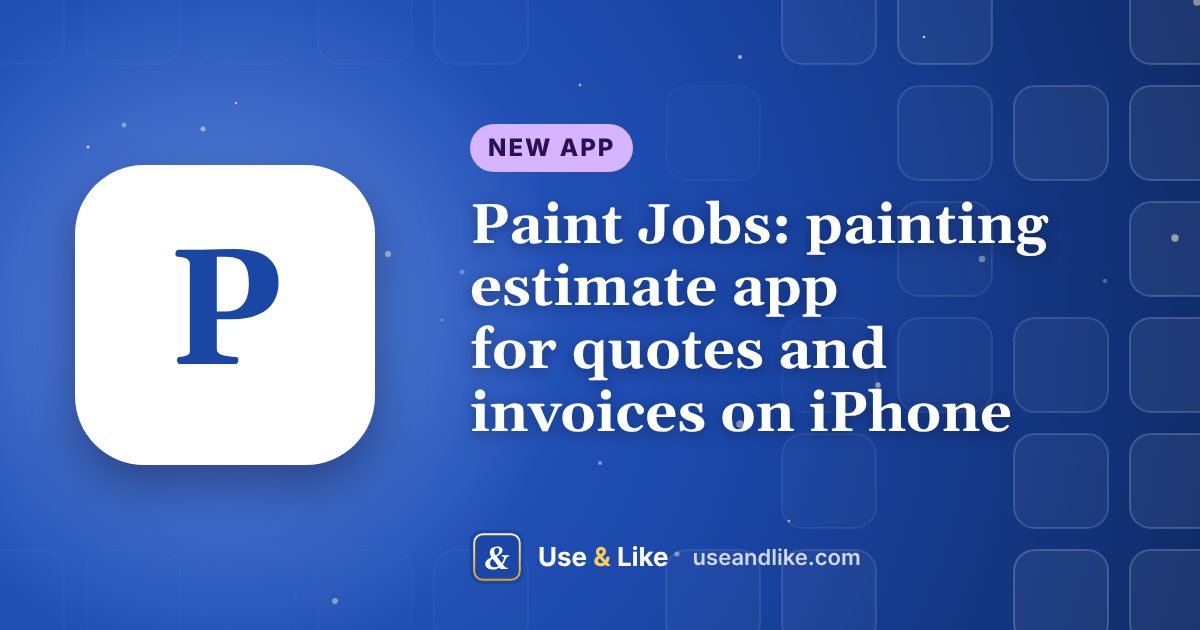 P
NEW APP
Paint Jobs: painting
estimate app
for quotes and
invoices on iPhone
& Use & Like useandlike.com